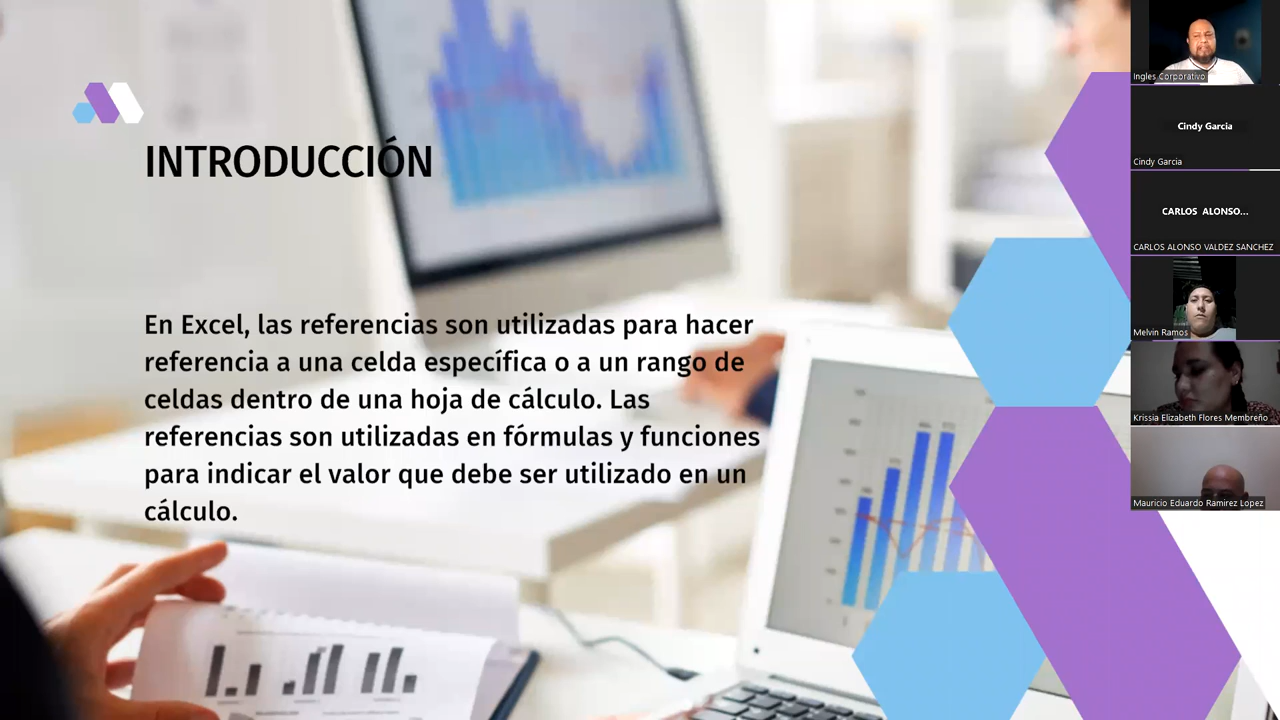 INTRODUCCIÓN
En Excel, las referencias son utilizadas para hacer
referencia a una celda específica o a un rango de
celdas dentro de una hoja de cálculo. Las
referencias son utilizadas en fórmulas y funciones
para indicar el valor que debe ser utilizado en un
cálculo.
Ingles Corporativo
Cindy Garcia
Cindy Garcia
CARLOS ALONSO...
CARLOS ALONSO VALDEZ SANCHEZ
Melvin Ramos
Krissia Elizabeth Flores Membreño
Mauricio Eduardo Ramirez Lopez